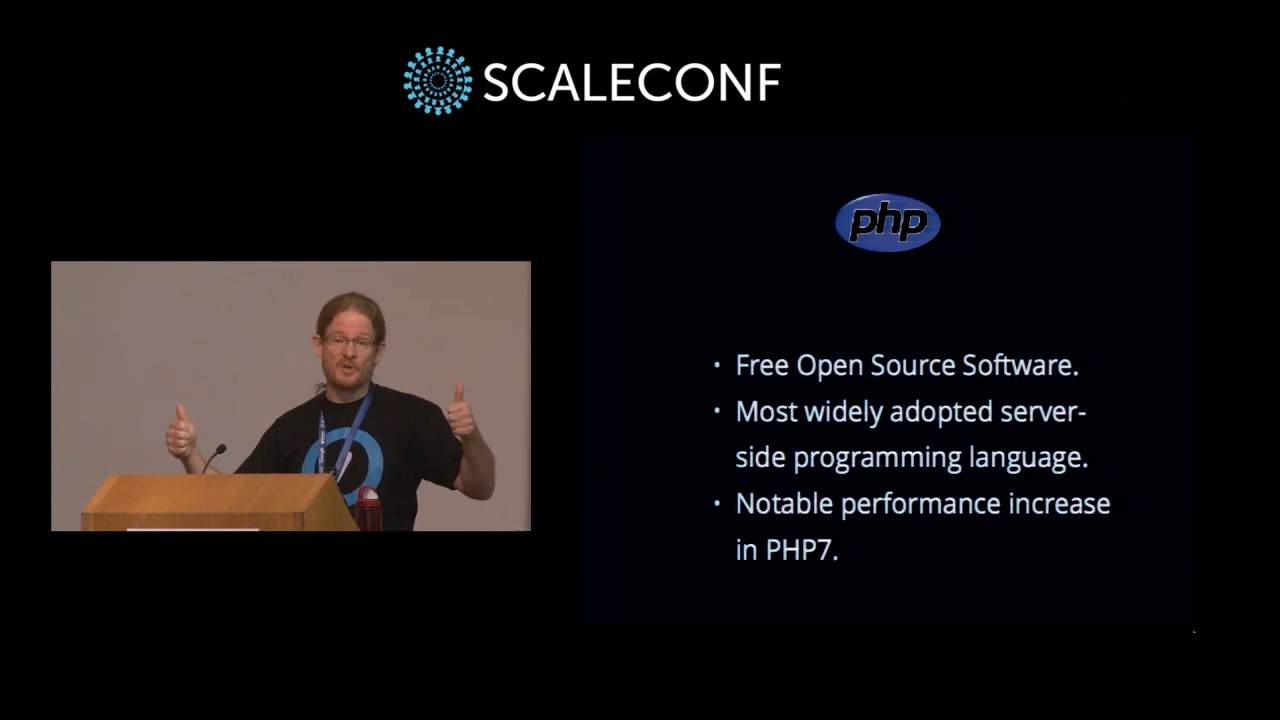 SCALECONF
php
• Free Open Source Software.
• Most widely adopted server-
side programming language.
• Notable performance increase
in PHP7.